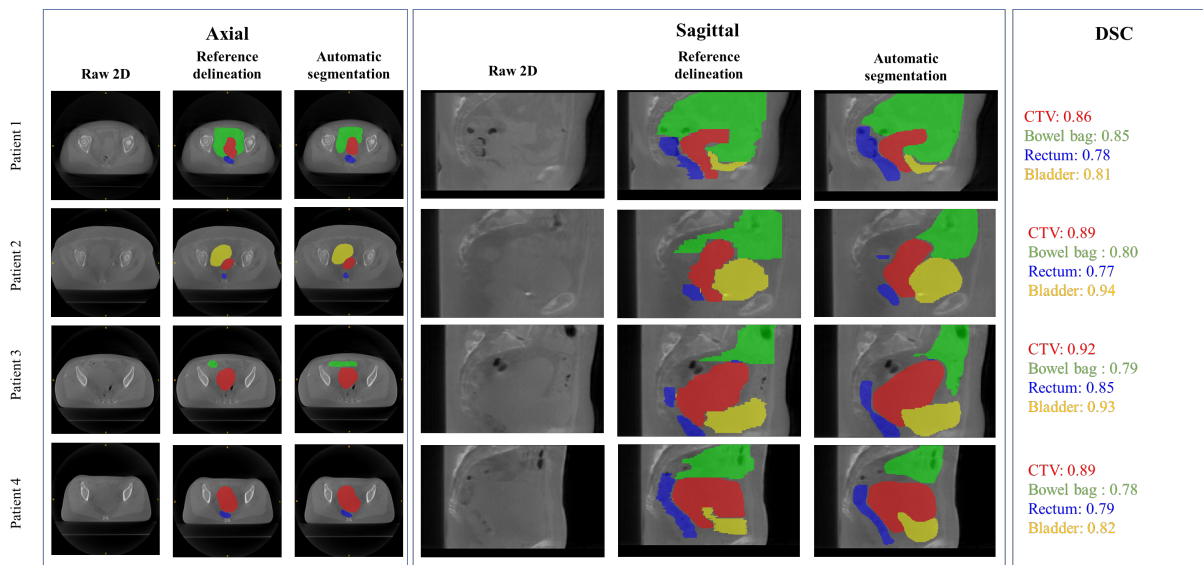 Axial
Sagittal
DSC
Raw 2D
Reference
delineation
Automatic
segmentation
Raw 2D
Reference
delineation
Automatic
segmentation
Patient 1
CTV: 0.86
Bowel bag: 0.85
Rectum: 0.78
Bladder: 0.81
Patient 2
CTV: 0.89
Bowel bag : 0.80
Rectum: 0.77
Bladder: 0.94
Patient 3
CTV: 0.92
Bowel bag : 0.79
Rectum: 0.85
Bladder: 0.93
Patient 4
CTV: 0.89
Bowel bag : 0.78
Rectum: 0.79
Bladder: 0.82